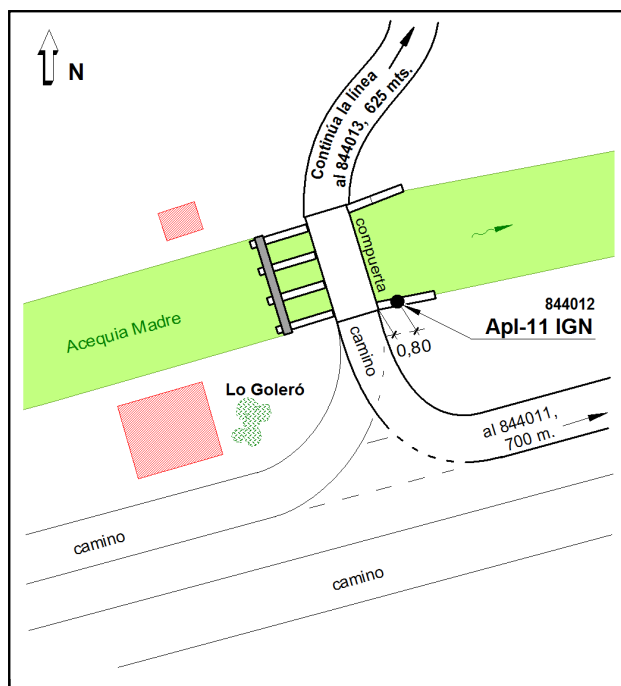 N
Continúa la línea
al 844013, 625 mts.
compuerta
844012
Apl-11 IGN
0,80
Acequia Madre
camino
Lo Goleró
al 844011,
700 m.
camino
camino